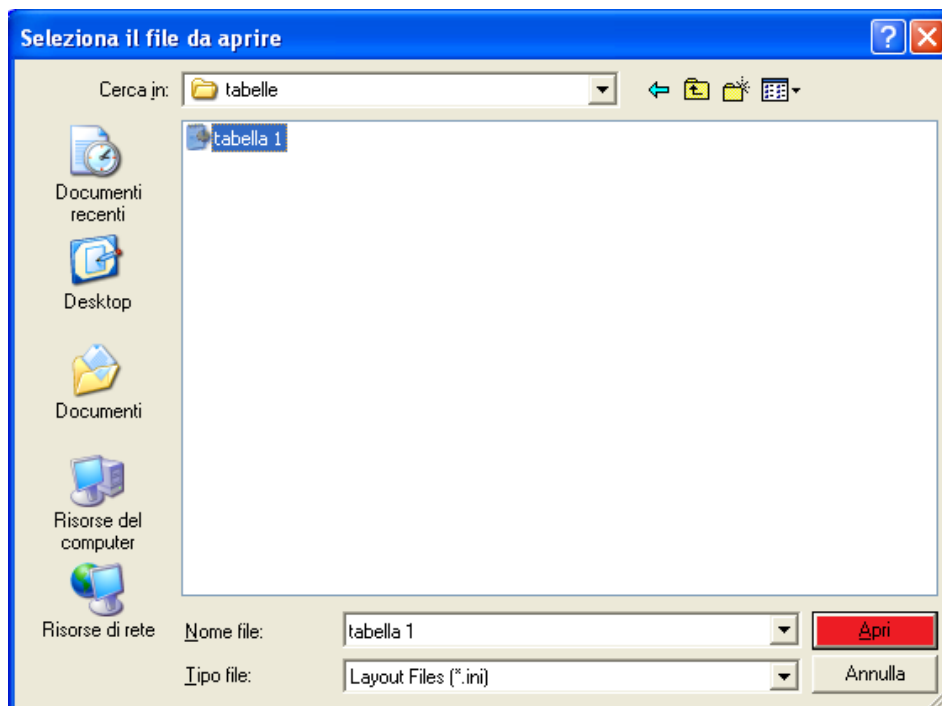 Seleziona il file da aprire
Cerca in:
tabelle
tabella 1
Documenti
recenti
Desktop
Documenti
Risorse del
computer
Risorse di rete
Nome file:
tabella 1
Apri
Tipo file:
Layout Files (*.ini)
Annulla